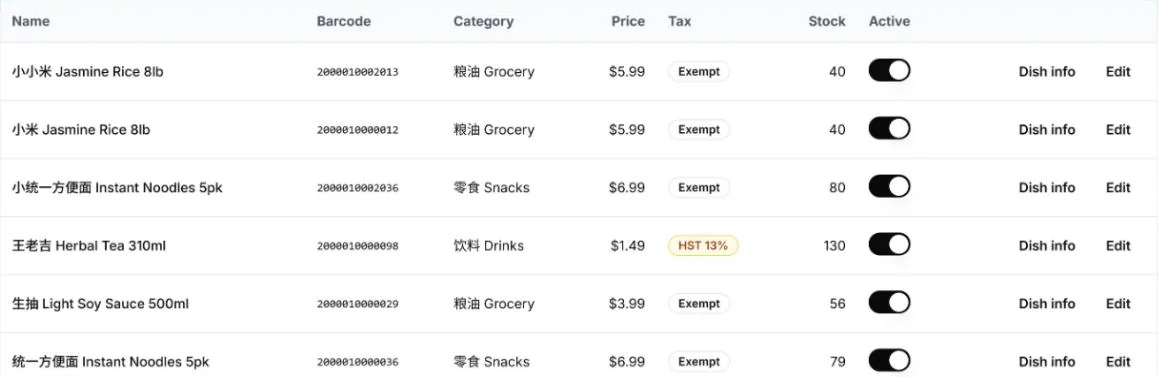 Name Barcode Category Price Tax Stock Active
小小米 Jasmine Rice 8lb 2000010002013 粮油 Grocery $5.99 Exempt 40 Dish info Edit
小米 Jasmine Rice 8lb 2000010000012 粮油 Grocery $5.99 Exempt 40 Dish info Edit
小统一方便面 Instant Noodles 5pk 2000010002036 零食 Snacks $6.99 Exempt 80 Dish info Edit
王老吉 Herbal Tea 310ml 2000010000098 饮料 Drinks $1.49 HST 13% 130 Dish info Edit
生抽 Light Soy Sauce 500ml 2000010000029 粮油 Grocery $3.99 Exempt 56 Dish info Edit
统一方便面 Instant Noodles 5pk 2000010000036 零食 Snacks $6.99 Exempt 79 Dish info Edit